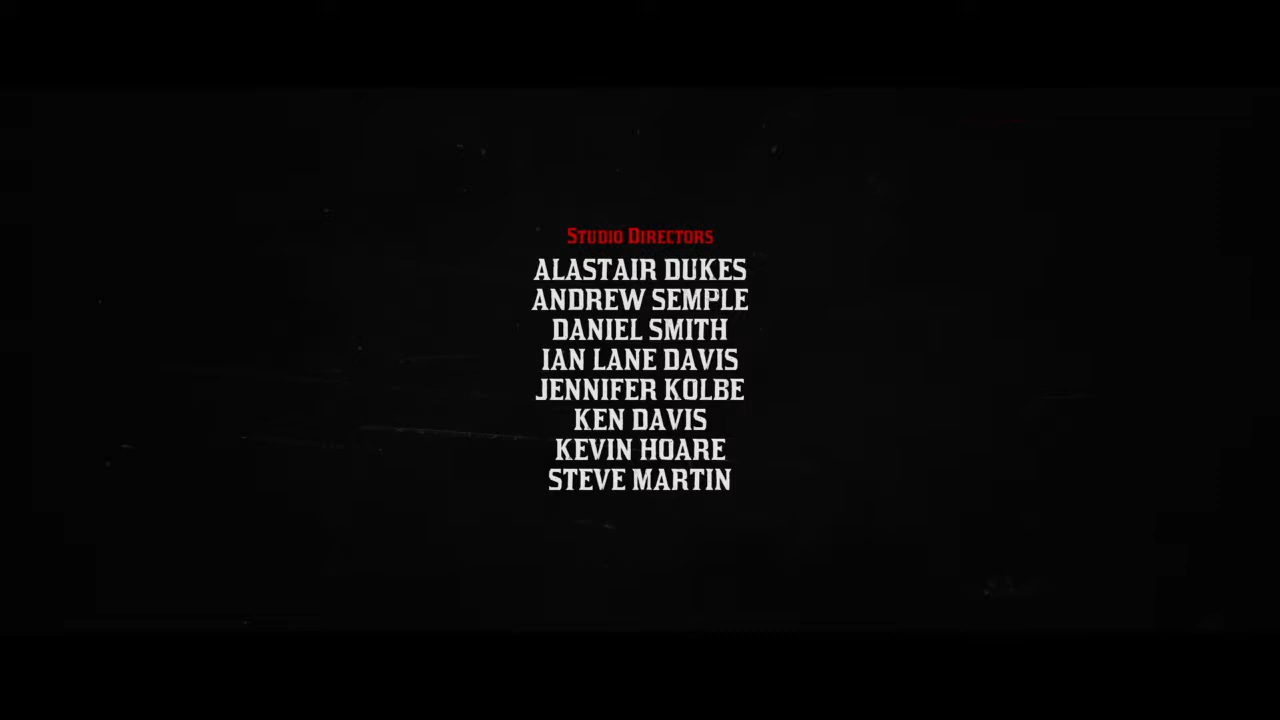 Studio Directors
ALASTAIR DUKES
ANDREW SEMPLE
DANIEL SMITH
IAN LANE DAVIS
JENNIFER KOLBE
KEN DAVIS
KEVIN HOARE
STEVE MARTIN